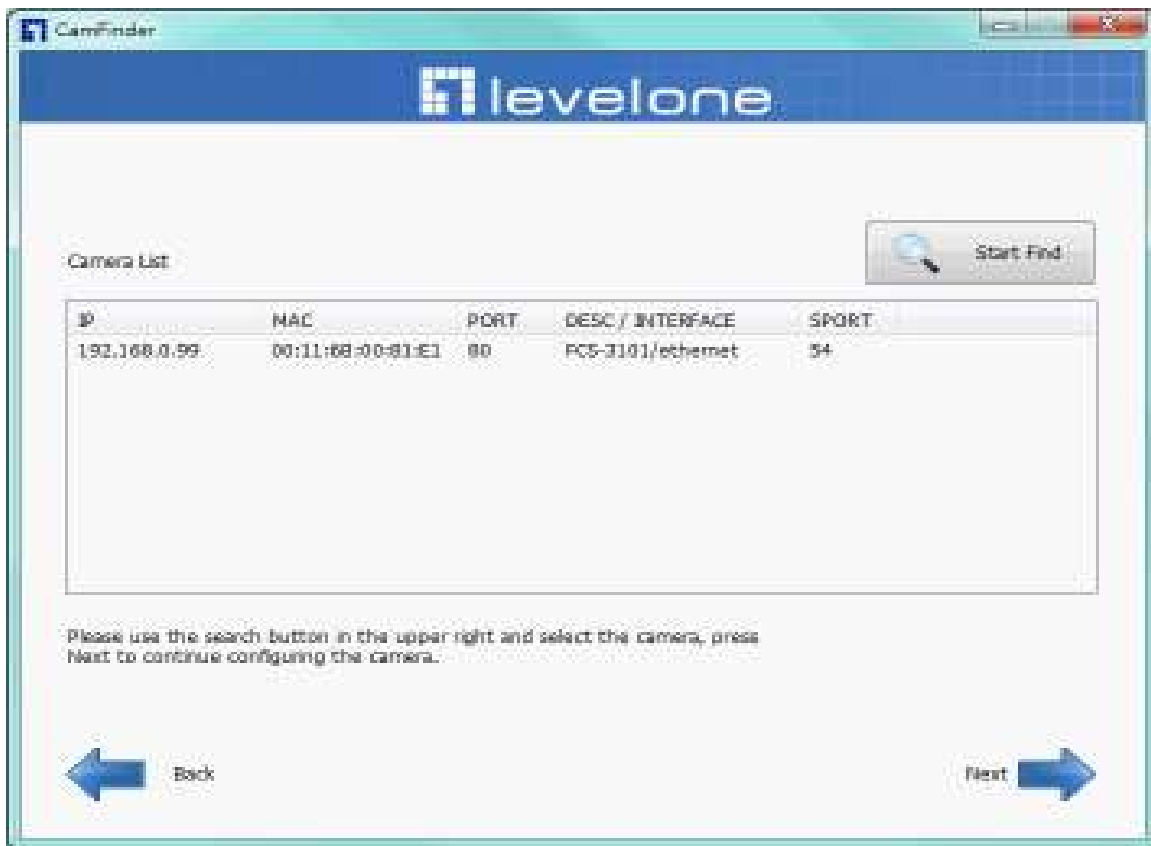 CamFinder
levelone
Start Find
Camera List
IP MAC PORT DESC / INTERFACE SPORT
192.168.0.99 00:11:6B:00:81:E1 80 FCS-3101/ethernet 54
Please use the search button in the upper right and select the camera, press
Next to continue configuring the camera.
Back
Next